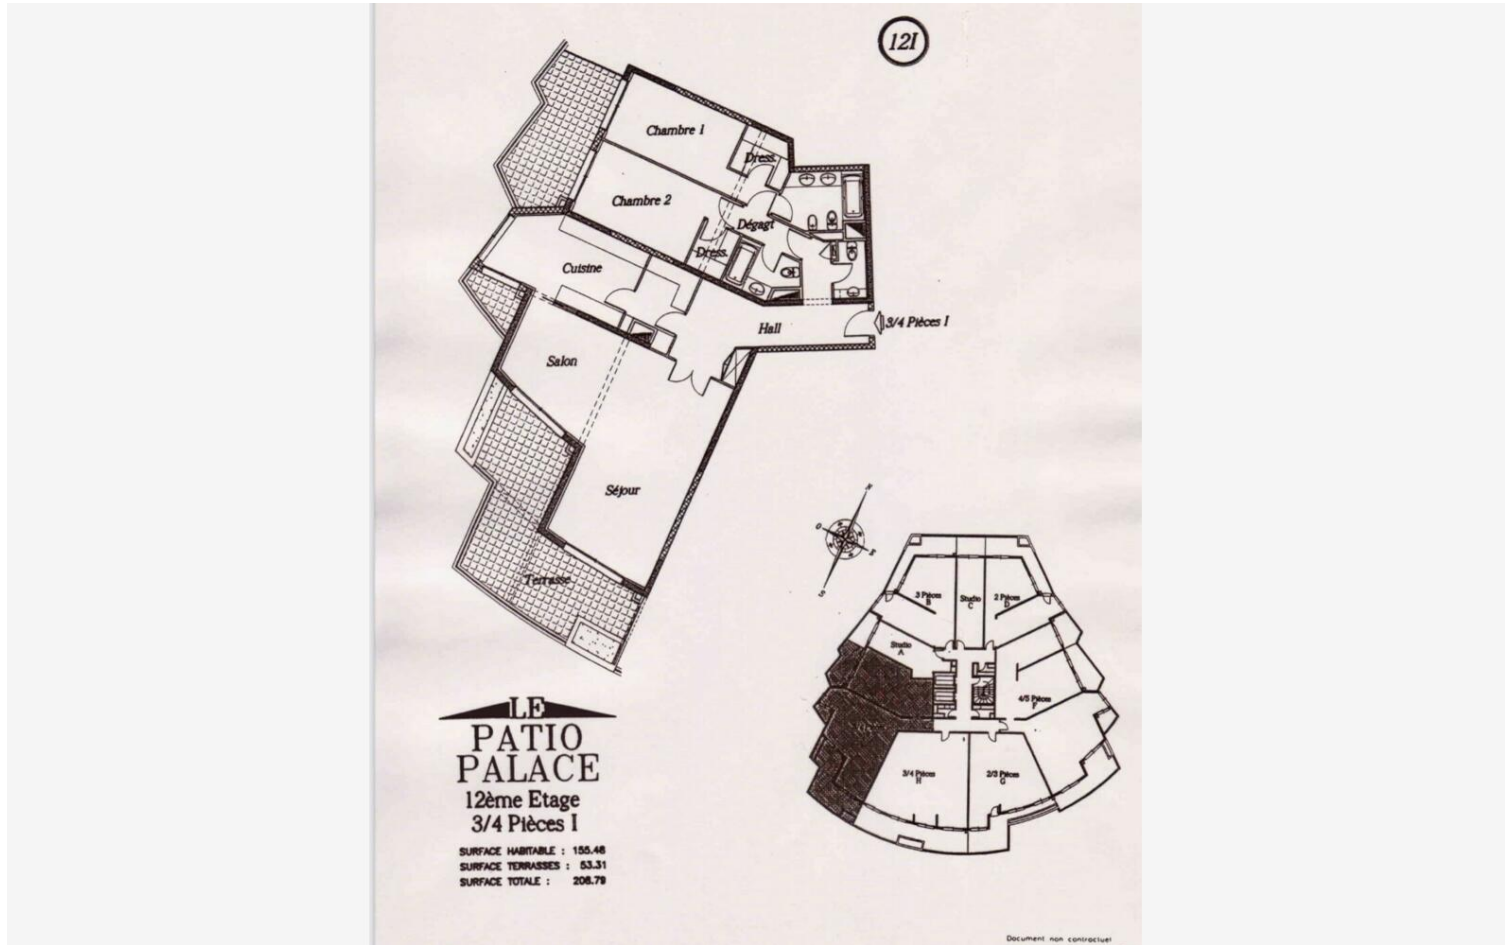 12I
Chambre 1
Dress.
Chambre 2
Dégagt
Dress.
Cuisine
Hall
3/4 Pièces I
Salon
Séjour
Terrasse
N
O
E
S
3 Pièces
B
Studio
C
2 Pièces
D
Studio
A
4/5 Pièces
F
3/4 Pièces
H
2/3 Pièces
G
LE
PATIO
PALACE
12ème Etage
3/4 Pièces I
SURFACE HABITABLE : 155.48
SURFACE TERRASSES : 53.31
SURFACE TOTALE : 208.79
Document non contractuel